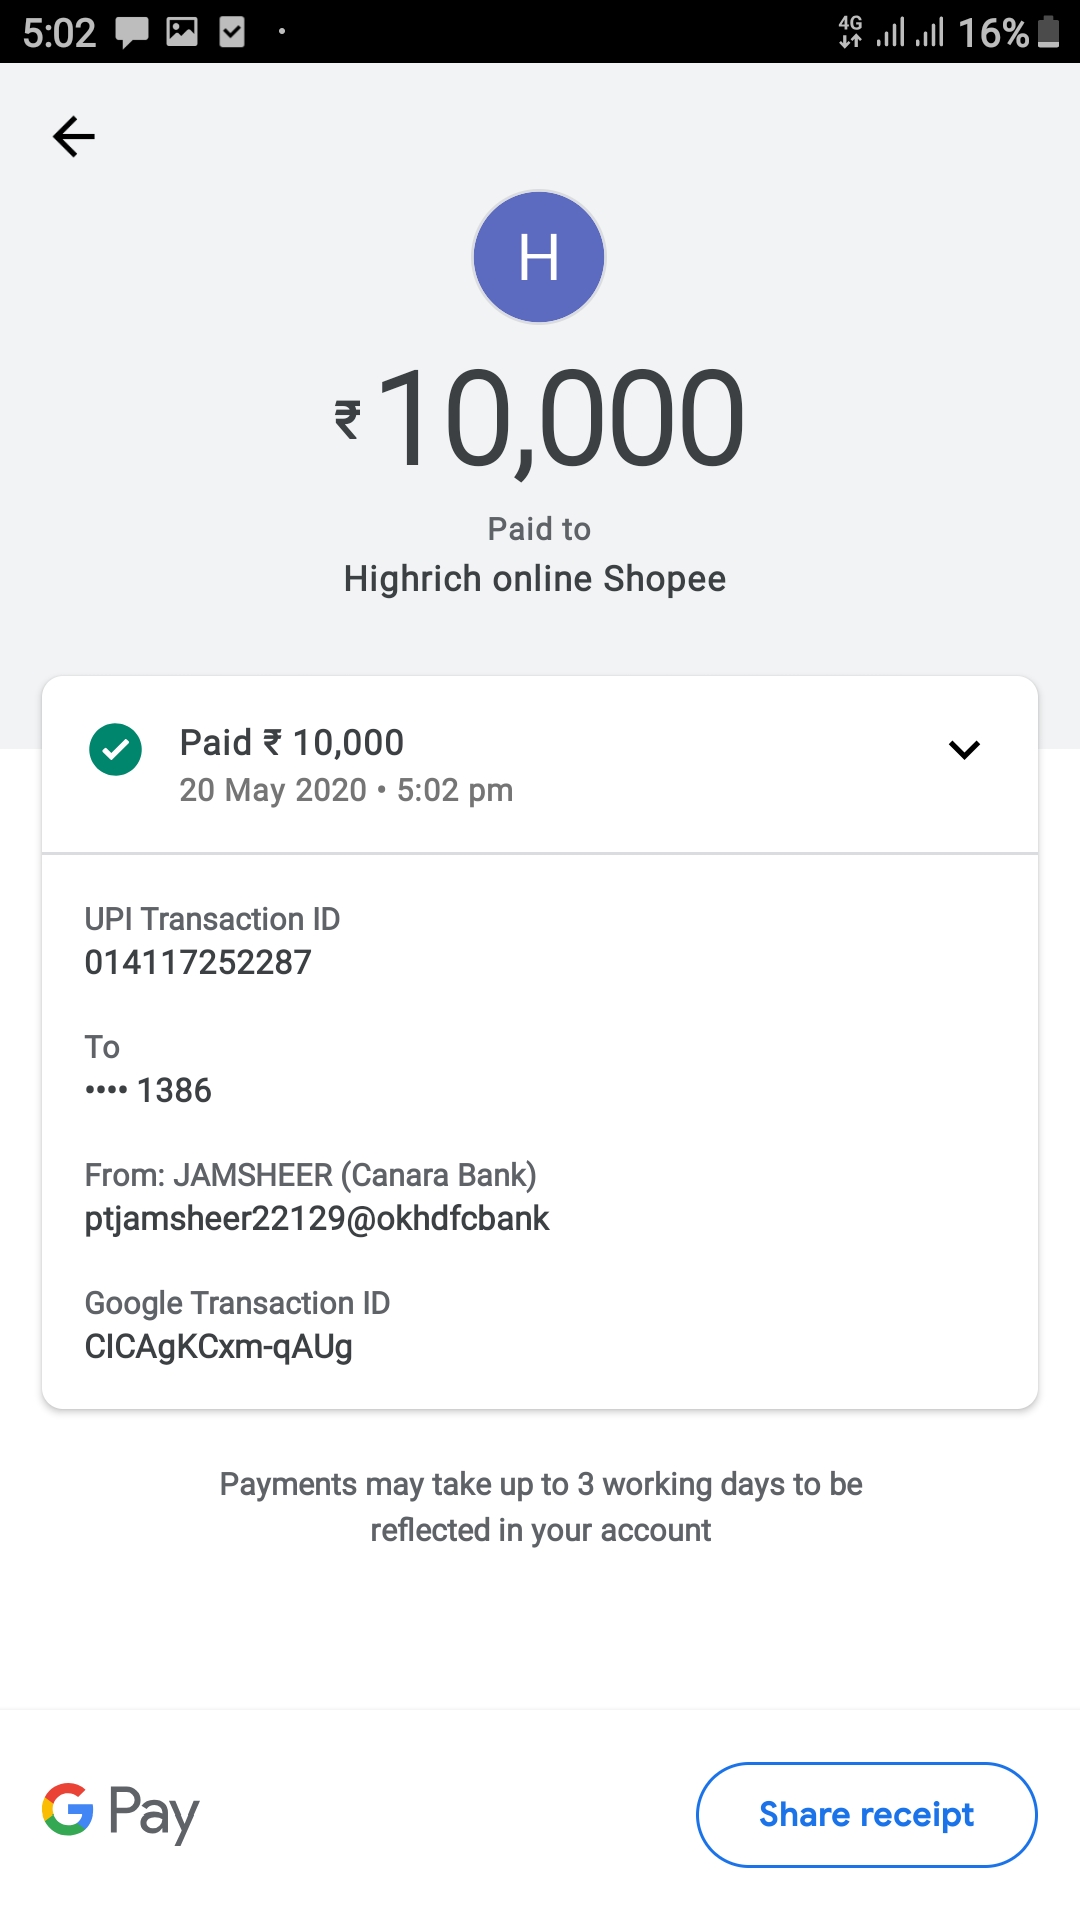 5:02
4G 16%
H
₹10,000
Paid to
Highrich online Shopee
Paid ₹ 10,000
20 May 2020 • 5:02 pm
UPI Transaction ID
014117252287
To
•••• 1386
From: JAMSHEER (Canara Bank)
ptjamsheer22129@okhdfcbank
Google Transaction ID
CICAgKCxm-qAUg
Payments may take up to 3 working days to be
reflected in your account
G Pay
Share receipt